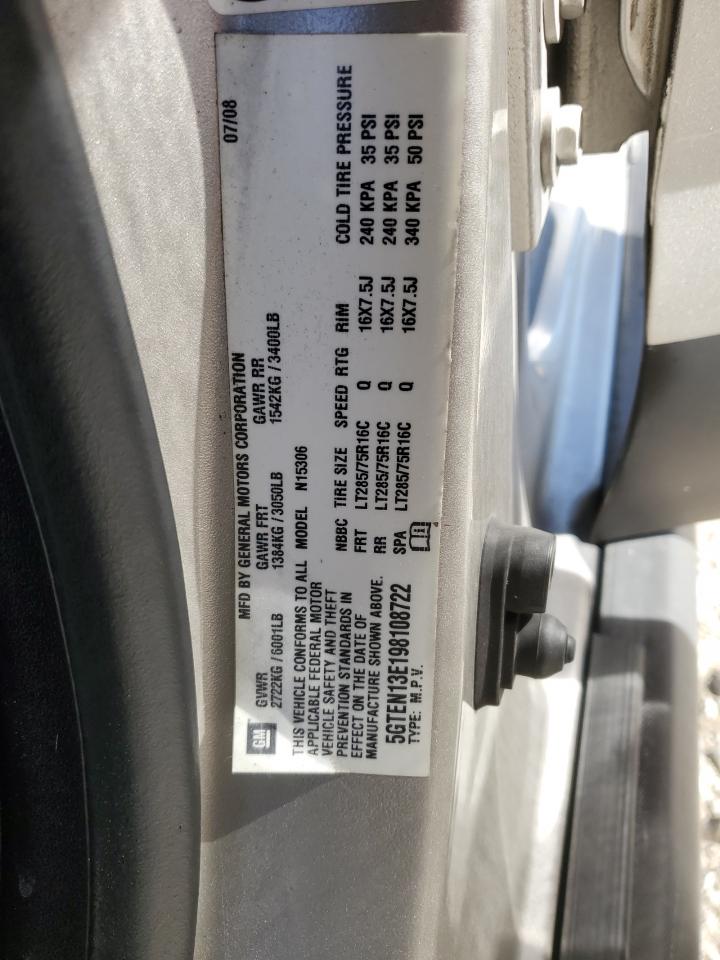 GM
MFD BY GENERAL MOTORS CORPORATION 07/08
GVWR GAWR FRT GAWR RR
2722KG / 6001LB 1384KG / 3050LB 1542KG / 3400LB
THIS VEHICLE CONFORMS TO ALL
APPLICABLE FEDERAL MOTOR
VEHICLE SAFETY AND THEFT
PREVENTION STANDARDS IN
EFFECT ON THE DATE OF
MANUFACTURE SHOWN ABOVE.
5GTEN13E198108722
TYPE: M.P.V.
MODEL N15306
NBBC TIRE SIZE SPEED RTG RIM COLD TIRE PRESSURE
FRT LT285/75R16C Q 16X7.5J 240 KPA 35 PSI
RR LT285/75R16C Q 16X7.5J 240 KPA 35 PSI
SPA LT285/75R16C Q 16X7.5J 340 KPA 50 PSI